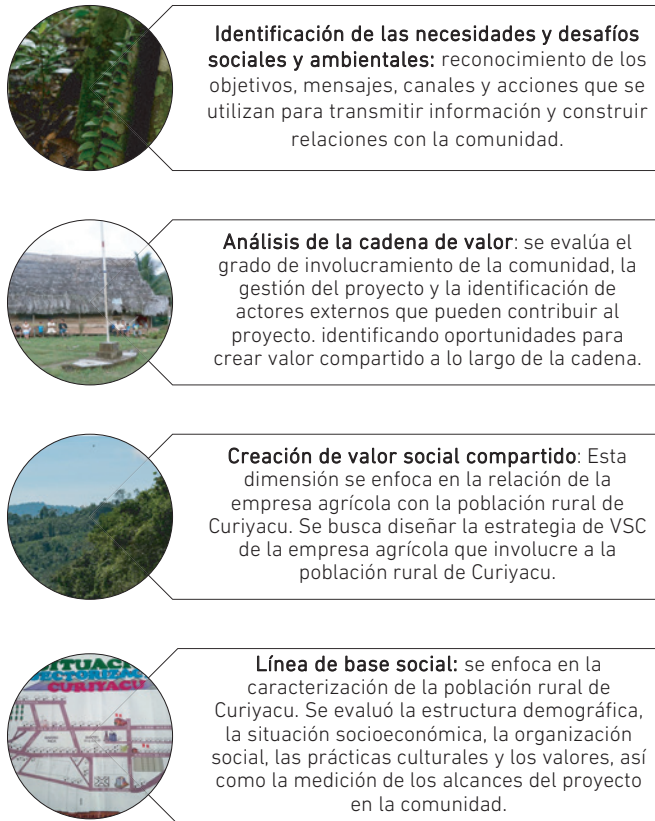 Identificación de las necesidades y desafíos
sociales y ambientales: reconocimiento de los
objetivos, mensajes, canales y acciones que se
utilizan para transmitir información y construir
relaciones con la comunidad.
Análisis de la cadena de valor: se evalúa el
grado de involucramiento de la comunidad, la
gestión del proyecto y la identificación de
actores externos que pueden contribuir al
proyecto. identificando oportunidades para
crear valor compartido a lo largo de la cadena.
Creación de valor social compartido: Esta
dimensión se enfoca en la relación de la
empresa agrícola con la población rural de
Curiyacu. Se busca diseñar la estrategia de VSC
de la empresa agrícola que involucre a la
población rural de Curiyacu.
CURIYACU
Línea de base social: se enfoca en la
caracterización de la población rural de
Curiyacu. Se evaluó la estructura demográfica,
la situación socioeconómica, la organización
social, las prácticas culturales y los valores, así
como la medición de los alcances del proyecto
en la comunidad.